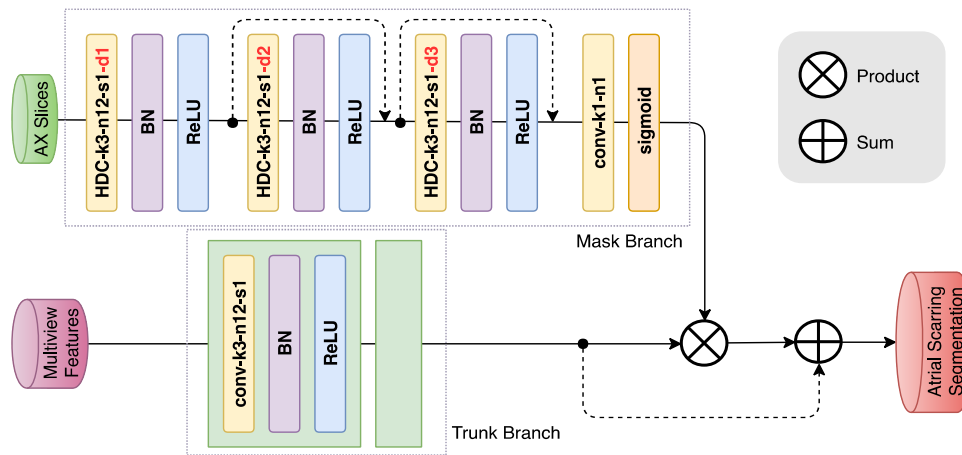 AX Slices
HDC-k3-n12-s1-d1
BN
ReLU
HDC-k3-n12-s1-d2
BN
ReLU
HDC-k3-n12-s1-d3
BN
ReLU
conv-k1-n1
sigmoid
Product
Sum
Mask Branch
Multiview
Features
conv-k3-n12-s1
BN
ReLU
Trunk Branch
Atrial Scarring
Segmentation